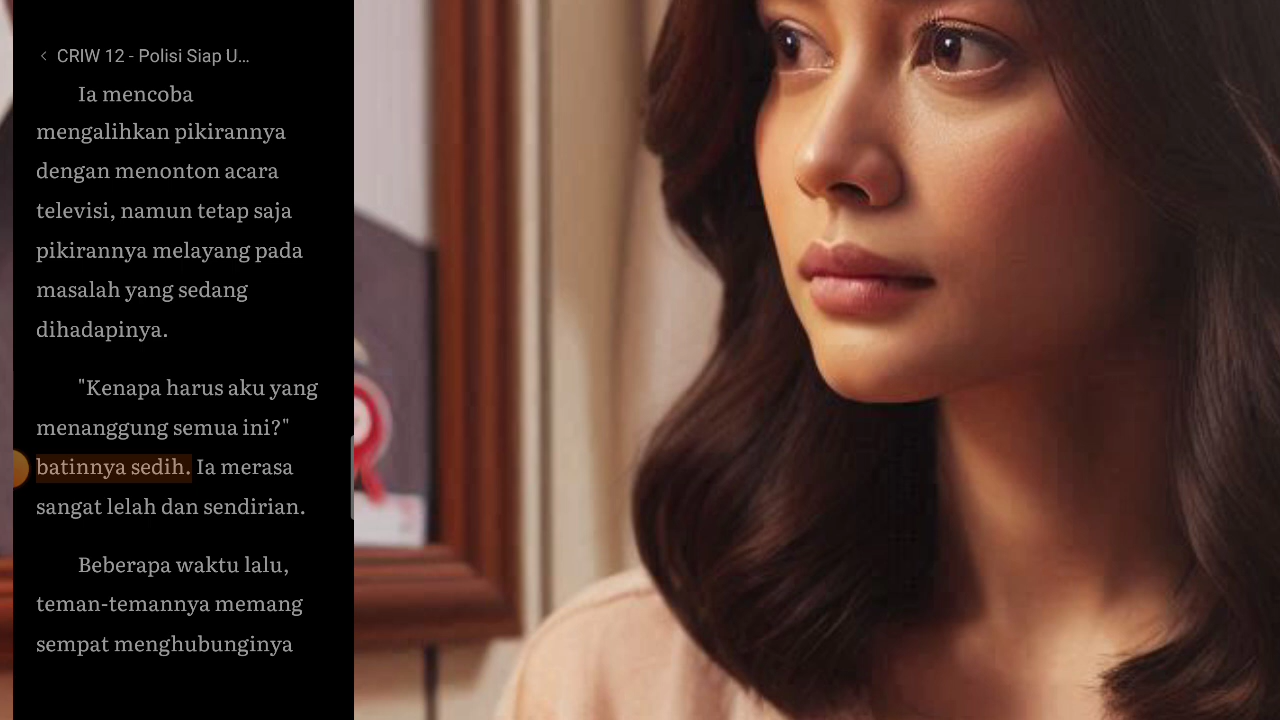 CRIW 12 - Polisi Siap U...
Ia mencoba
mengalihkan pikirannya
dengan menonton acara
televisi, namun tetap saja
pikirannya melayang pada
masalah yang sedang
dihadapinya.
"Kenapa harus aku yang
menanggung semua ini?"
batinnya sedih. Ia merasa
sangat lelah dan sendirian.
Beberapa waktu lalu,
teman-temannya memang
sempat menghubunginya